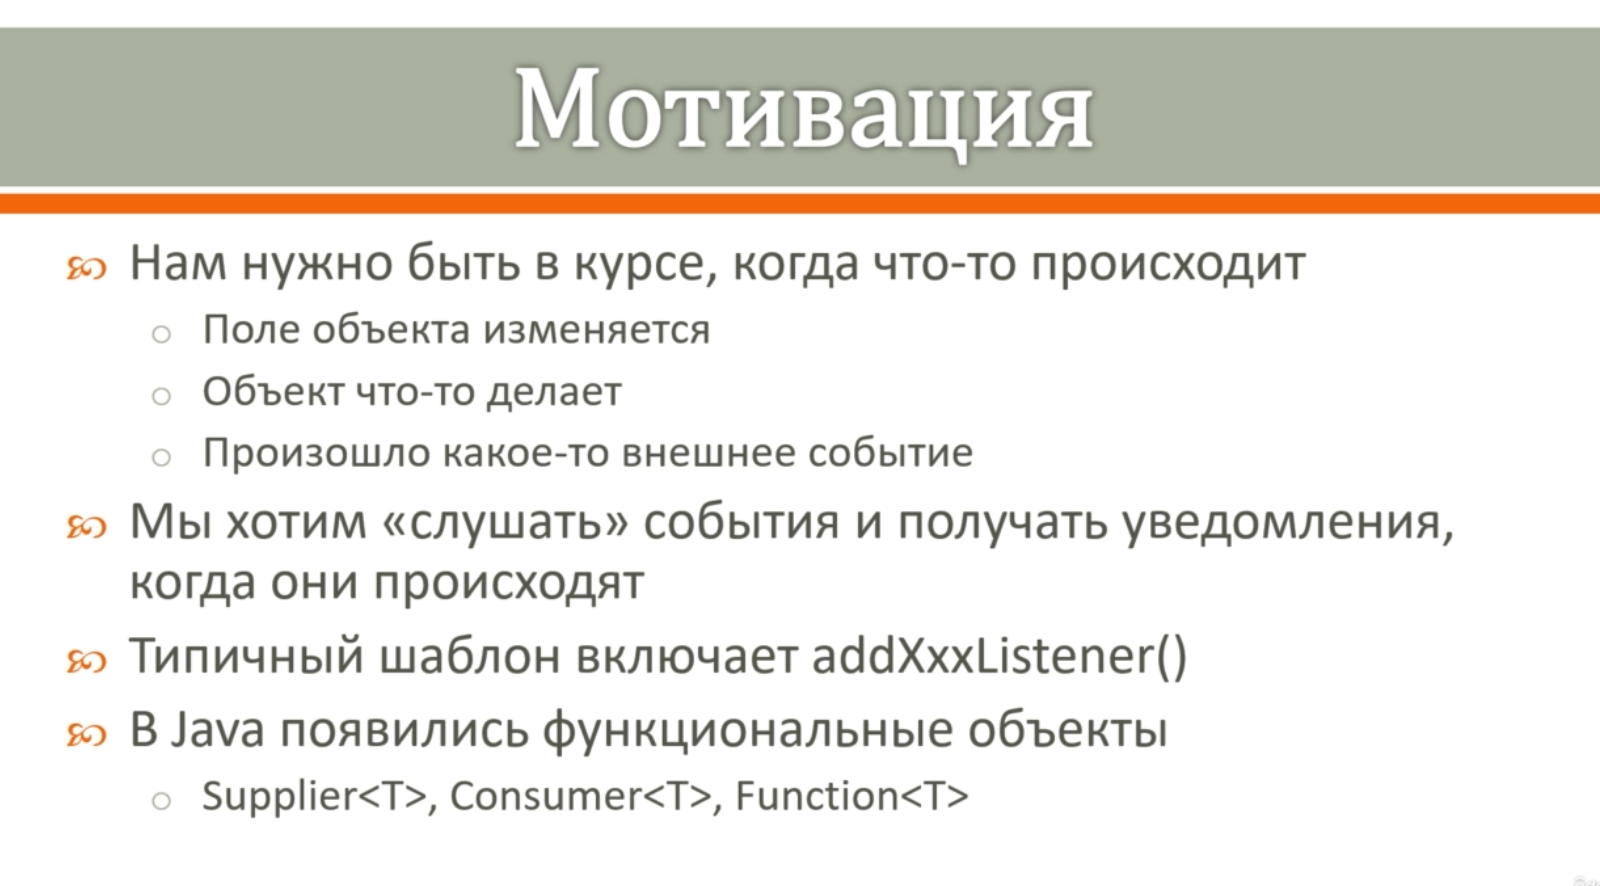 Мотивация
Нам нужно быть в курсе, когда что-то происходит
Поле объекта изменяется
Объект что-то делает
Произошло какое-то внешнее событие
Мы хотим «слушать» события и получать уведомления,
когда они происходят
Типичный шаблон включает addXxxListener()
В Java появились функциональные объекты
Supplier<T>, Consumer<T>, Function<T>